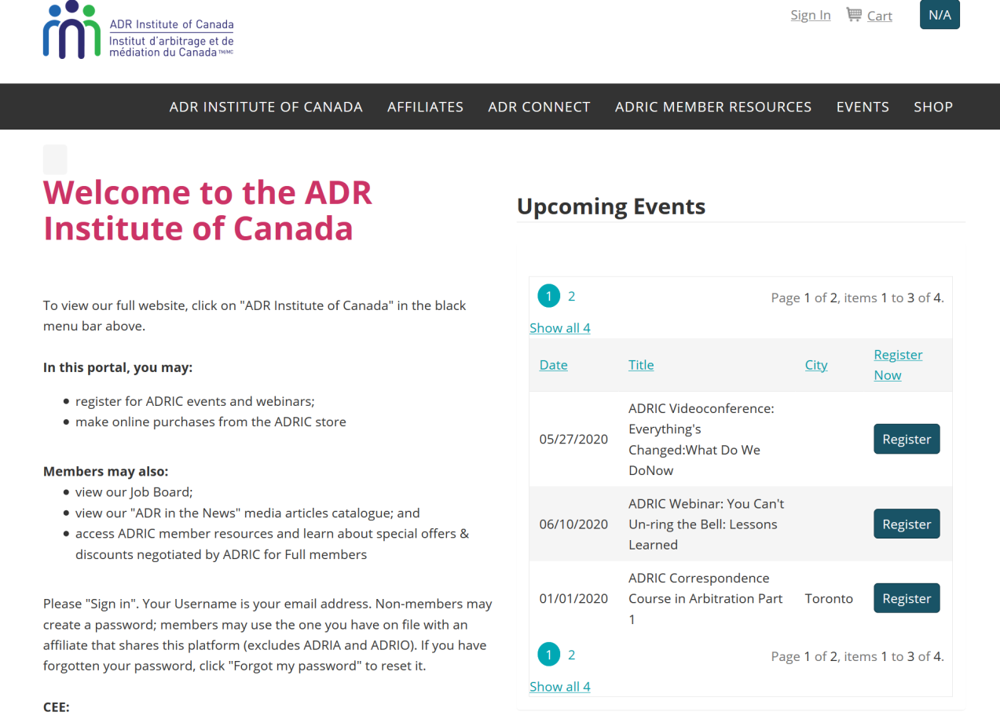 ADR Institute of Canada
Institut d'arbitrage et de
médiation du Canada TM/MC
Sign In
Cart
N/A
ADR INSTITUTE OF CANADA
AFFILIATES
ADR CONNECT
ADRIC MEMBER RESOURCES
EVENTS
SHOP
Welcome to the ADR
Institute of Canada
To view our full website, click on "ADR Institute of Canada" in the black
menu bar above.
In this portal, you may:
• register for ADRIC events and webinars;
• make online purchases from the ADRIC store
Members may also:
• view our Job Board;
• view our "ADR in the News" media articles catalogue; and
• access ADRIC member resources and learn about special offers &
discounts negotiated by ADRIC for Full members
Please "Sign in". Your Username is your email address. Non-members may
create a password; members may use the one you have on file with an
affiliate that shares this platform (excludes ADRIA and ADRIO). If you have
forgotten your password, click "Forgot my password" to reset it.
CEE:
Upcoming Events
1 2
Page 1 of 2, items 1 to 3 of 4.
Show all 4
Date
Title
City
Register
Now
05/27/2020
ADRIC Videoconference:
Everything's
Changed:What Do We
DoNow
Register
06/10/2020
ADRIC Webinar: You Can't
Un-ring the Bell: Lessons
Learned
Register
01/01/2020
ADRIC Correspondence
Course in Arbitration Part
1
Toronto
Register
1 2
Page 1 of 2, items 1 to 3 of 4.
Show all 4